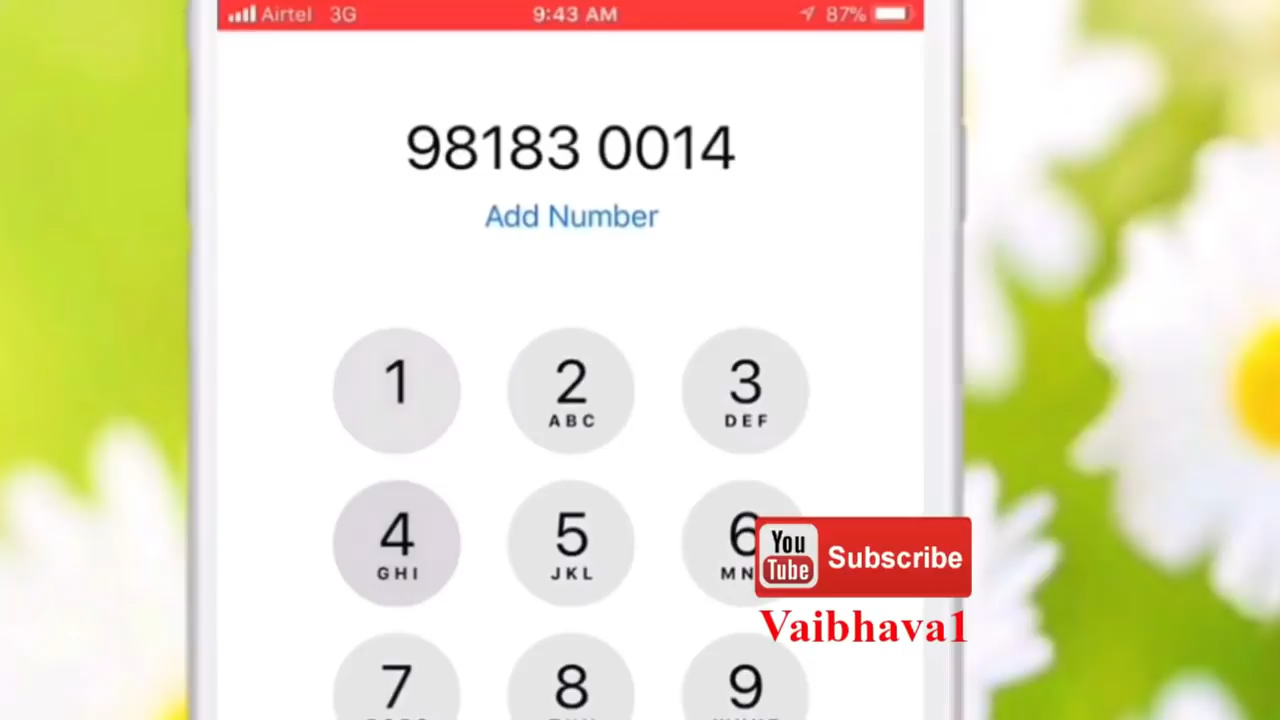 Airtel 3G 9:43 AM 87%
98183 0014
Add Number
1 2 3
ABC DEF
4 5 6
GHI JKL MN
You Tube Subscribe
Vaibhava1
7 8 9